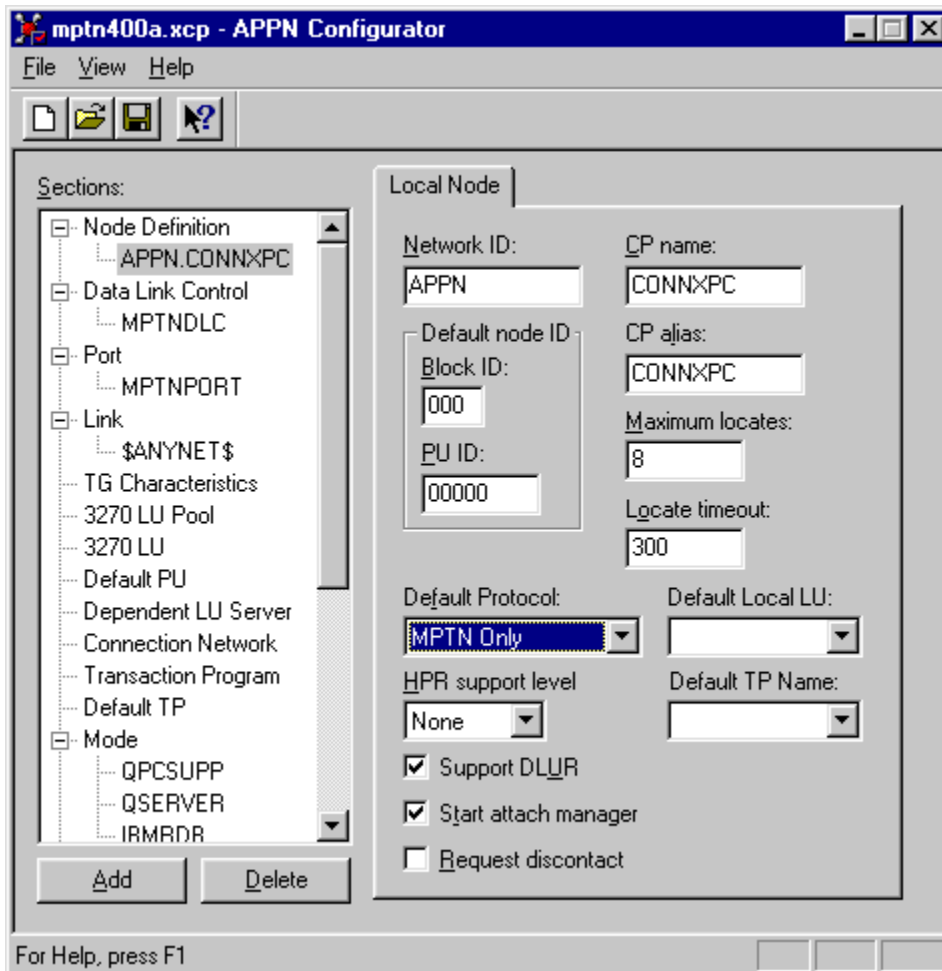 mptn400a.xcp - APPN Configurator
File View Help
Sections:
Node Definition
APPN.CONNXPC
Data Link Control
MPTNDLC
Port
MPTNPORT
Link
$ANYNET$
TG Characteristics
3270 LU Pool
3270 LU
Default PU
Dependent LU Server
Connection Network
Transaction Program
Default TP
Mode
QPCSUPP
QSERVER
IBMRDB
Add Delete
Local Node
Network ID:
APPN
CP name:
CONNXPC
Default node ID
Block ID:
000
PU ID:
00000
CP alias:
CONNXPC
Maximum locates:
8
Locate timeout:
300
Default Protocol:
MPTN Only
Default Local LU:
HPR support level
None
Default TP Name:
Support DLUR
Start attach manager
Request discontact
For Help, press F1